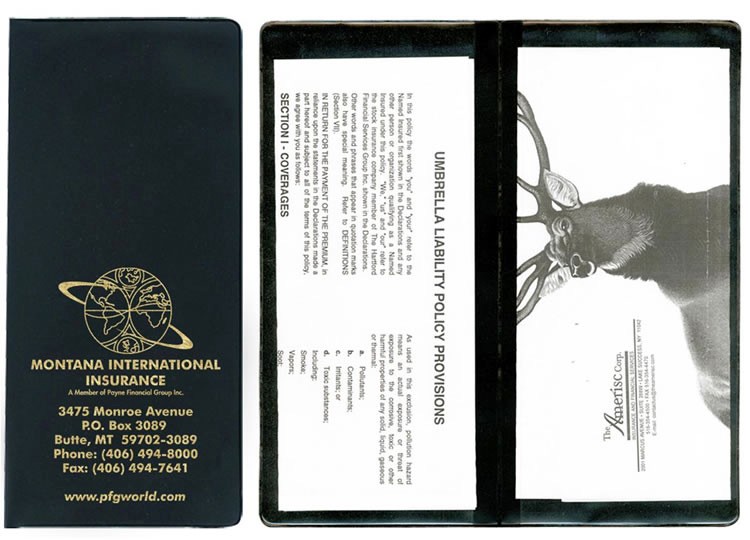 MONTANA INTERNATIONAL
INSURANCE
A Member of Payne Financial Group Inc.
3475 Monroe Avenue
P.O. Box 3089
Butte, MT 59702-3089
Phone: (406) 494-8000
Fax: (406) 494-7641
www.pfgworld.com
UMBRELLA LIABILITY POLICY PROVISIONS
In this policy the words "you" and "your" refer to the
Named Insured first shown in the Declarations and any
other person or organization qualifying as a Named
Insured under this policy. "We," "us" and "our" refer to
the stock insurance company member of The Hartford
Financial Services Group Inc. shown in the Declarations.
Other words and phrases that appear in quotation marks
also have special meaning. Refer to DEFINITIONS
(Section VII).
IN RETURN FOR THE PAYMENT OF THE PREMIUM, in
reliance upon the statements in the Declarations made a
part hereof and subject to all of the terms of this policy,
we agree with you as follows:
SECTION I - COVERAGES
As used in this exclusion, pollution hazard
means an actual exposure or threat of
exposure to the corrosive, toxic or other
harmful properties of any solid, liquid, gaseous
or thermal:
a. Pollutants;
b. Contaminants;
c. Irritants; or
d. Toxic substances;
Including:
Smoke;
Vapors;
Soot;
The Amerisc Corp.
INSURANCE AND FINANCIAL SERVICES